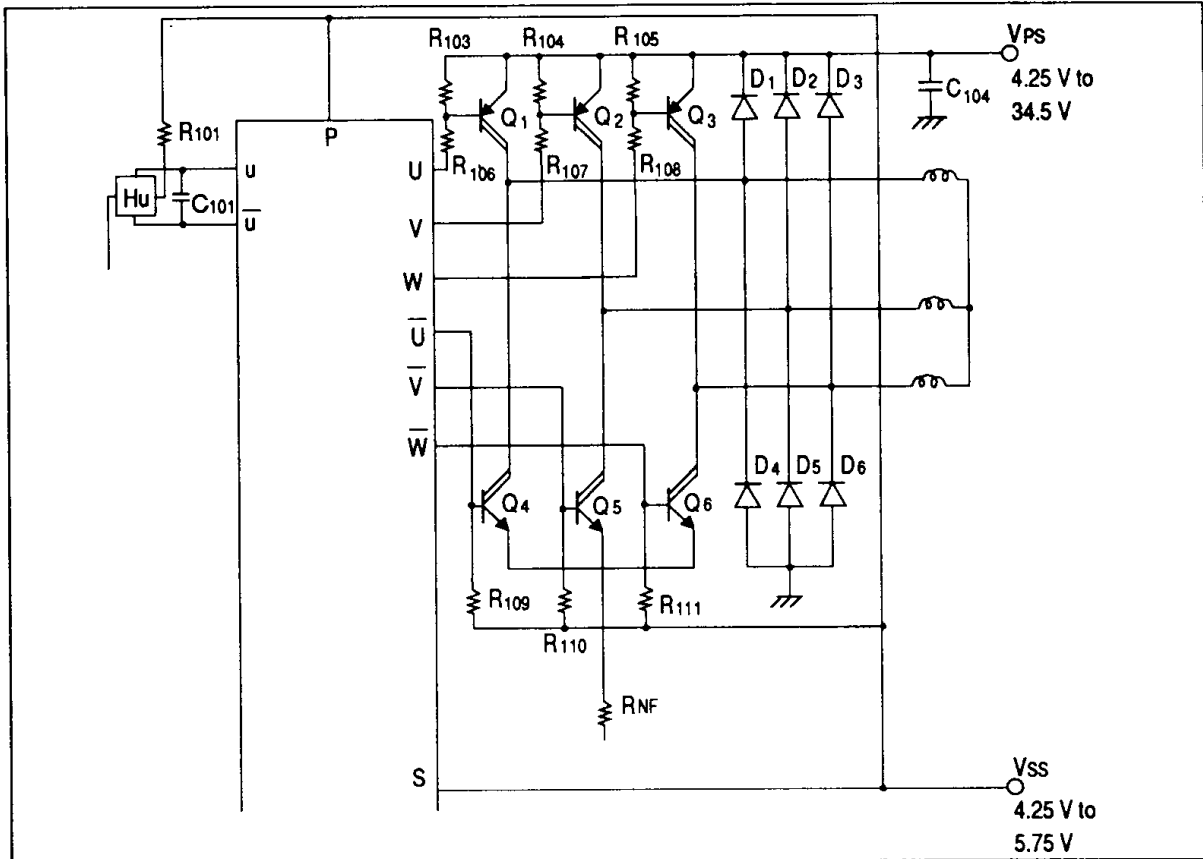 R103
R104
R105
VPS
4.25 V to
34.5 V
D1
D2
D3
C104
R101
P
Q1
Q2
Q3
u
U
R106
R107
R108
Hu
C101
u̅
V
W
U̅
V̅
W̅
D4
D5
D6
Q4
Q5
Q6
R109
R110
R111
RNF
S
VSS
4.25 V to
5.75 V